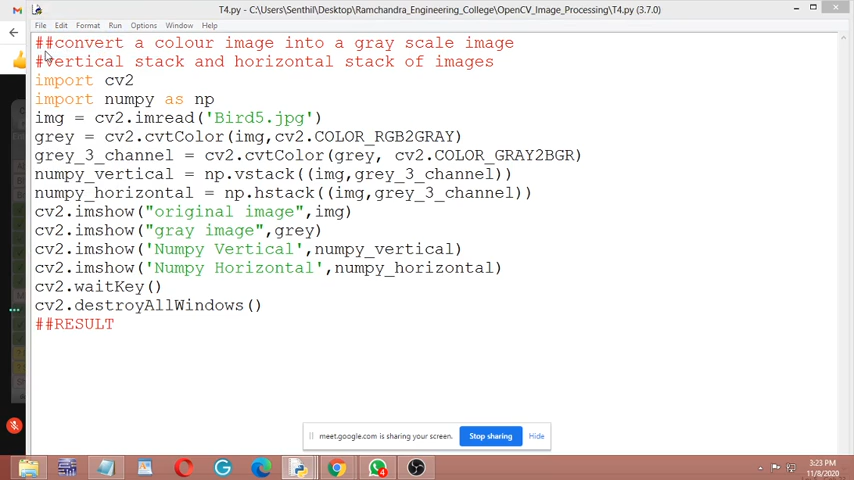 T4.py - C:\Users\Senthil\Desktop\Ramchandra_Engineering_College\OpenCV_Image_Processing\T4.py (3.7.0)
File Edit Format Run Options Window Help
##convert a colour image into a gray scale image
#vertical stack and horizontal stack of images
import cv2
import numpy as np
img = cv2.imread('Bird5.jpg')
grey = cv2.cvtColor(img,cv2.COLOR_RGB2GRAY)
grey_3_channel = cv2.cvtColor(grey, cv2.COLOR_GRAY2BGR)
numpy_vertical = np.vstack((img,grey_3_channel))
numpy_horizontal = np.hstack((img,grey_3_channel))
cv2.imshow("original image",img)
cv2.imshow("gray image",grey)
cv2.imshow('Numpy Vertical',numpy_vertical)
cv2.imshow('Numpy Horizontal',numpy_horizontal)
cv2.waitKey()
cv2.destroyAllWindows()
##RESULT
meet.google.com is sharing your screen. Stop sharing Hide
4
3:23 PM
11/8/2020